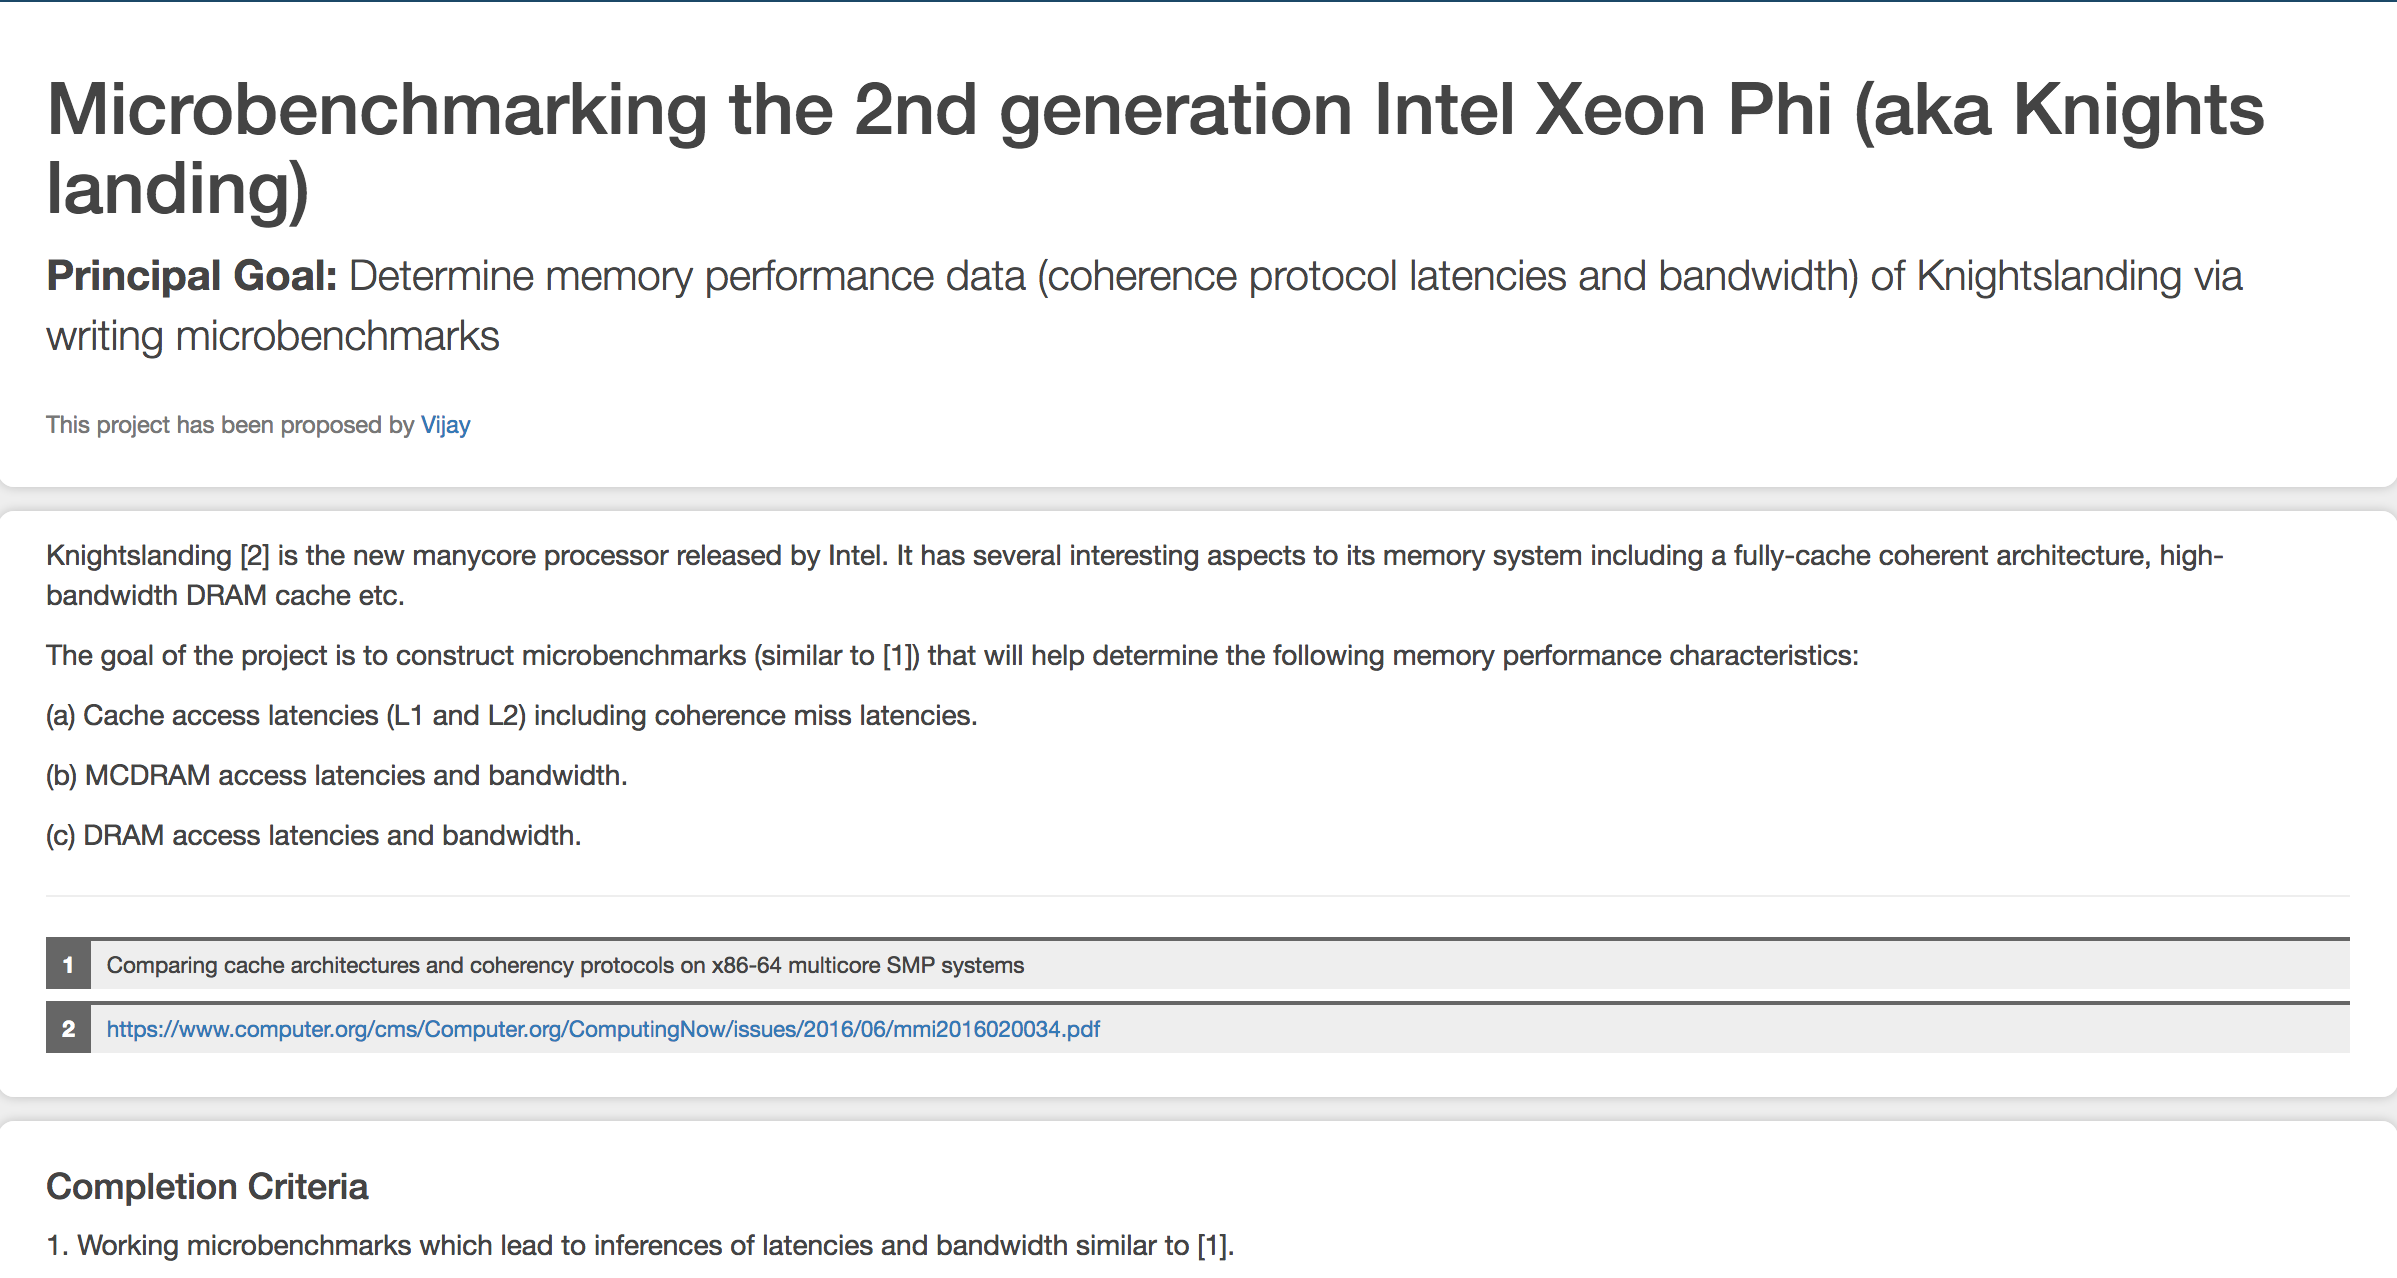 Microbenchmarking the 2nd generation Intel Xeon Phi (aka Knights
landing)
Principal Goal: Determine memory performance data (coherence protocol latencies and bandwidth) of Knightslanding via
writing microbenchmarks
This project has been proposed by Vijay
Knightslanding [2] is the new manycore processor released by Intel. It has several interesting aspects to its memory system including a fully-cache coherent architecture, high-
bandwidth DRAM cache etc.
The goal of the project is to construct microbenchmarks (similar to [1]) that will help determine the following memory performance characteristics:
(a) Cache access latencies (L1 and L2) including coherence miss latencies.
(b) MCDRAM access latencies and bandwidth.
(c) DRAM access latencies and bandwidth.
1 Comparing cache architectures and coherency protocols on x86-64 multicore SMP systems
2 https://www.computer.org/cms/Computer.org/ComputingNow/issues/2016/06/mmi2016020034.pdf
Completion Criteria
1. Working microbenchmarks which lead to inferences of latencies and bandwidth similar to [1].